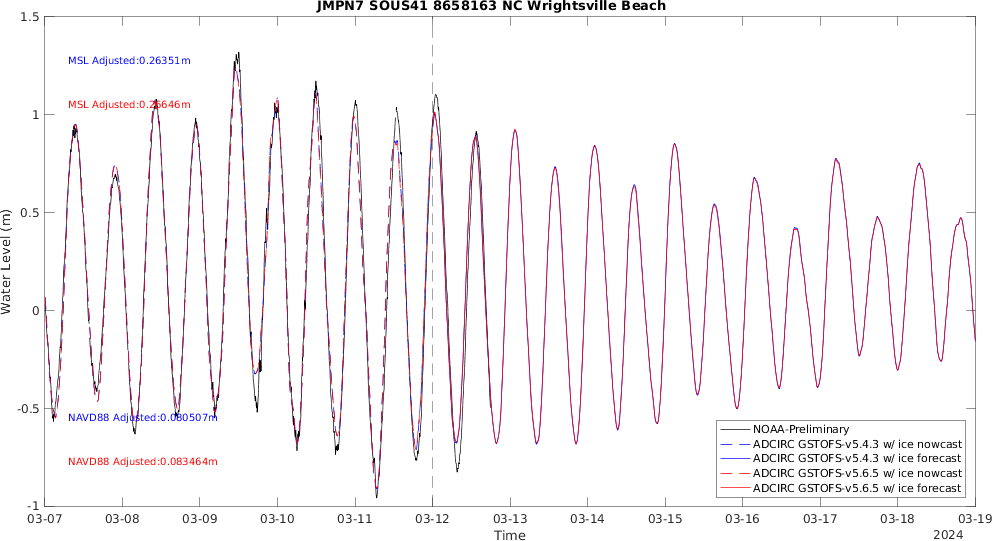 JMPN7 SOUS41 8658163 NC Wrightsville Beach
1.5
1
0.5
0
-0.5
-1
Water Level (m)
MSL Adjusted:0.26351m
MSL Adjusted:0.26646m
NAVD88 Adjusted:0.080507m
NAVD88 Adjusted:0.083464m
NOAA-Preliminary
ADCIRC GSTOFS-v5.4.3 w/ ice nowcast
ADCIRC GSTOFS-v5.4.3 w/ ice forecast
ADCIRC GSTOFS-v5.6.5 w/ ice nowcast
ADCIRC GSTOFS-v5.6.5 w/ ice forecast
03-07 03-08 03-09 03-10 03-11 03-12 03-13 03-14 03-15 03-16 03-17 03-18 03-19
Time
2024